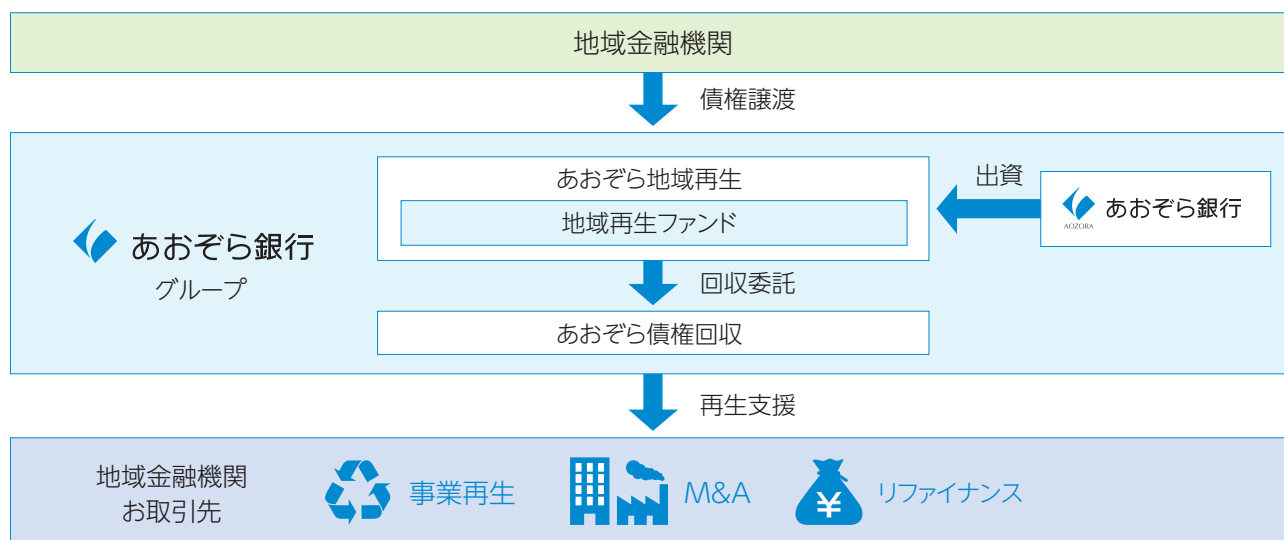 地域金融機関
債権譲渡
あおぞら地域再生
地域再生ファンド
出資
AOZORA
あおぞら銀行
あおぞら銀行
グループ
回収委託
あおぞら債権回収
再生支援
地域金融機関
お取引先
事業再生
M&A
¥
リファイナンス